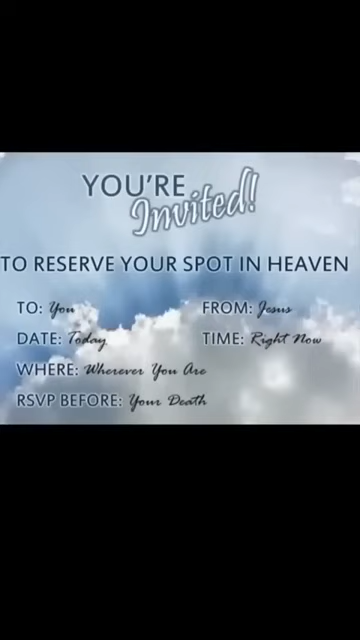 YOU'RE
Invited!
TO RESERVE YOUR SPOT IN HEAVEN
TO: You FROM: Jesus
DATE: Today TIME: Right Now
WHERE: Wherever You Are
RSVP BEFORE: Your Death